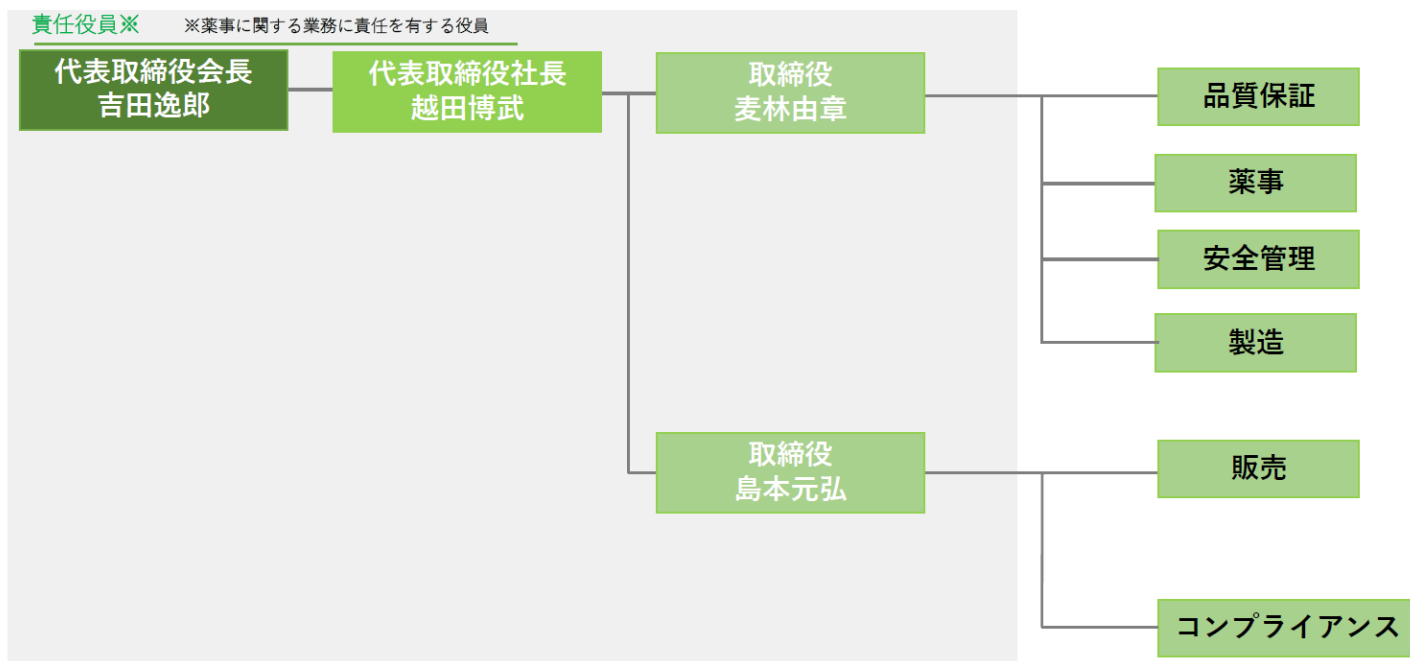 責任役員※ ※薬事に関する業務に責任を有する役員
代表取締役会長
吉田逸郎
代表取締役社長
越田博武
取締役
麦林由章
品質保証
薬事
安全管理
製造
取締役
島本元弘
販売
コンプライアンス